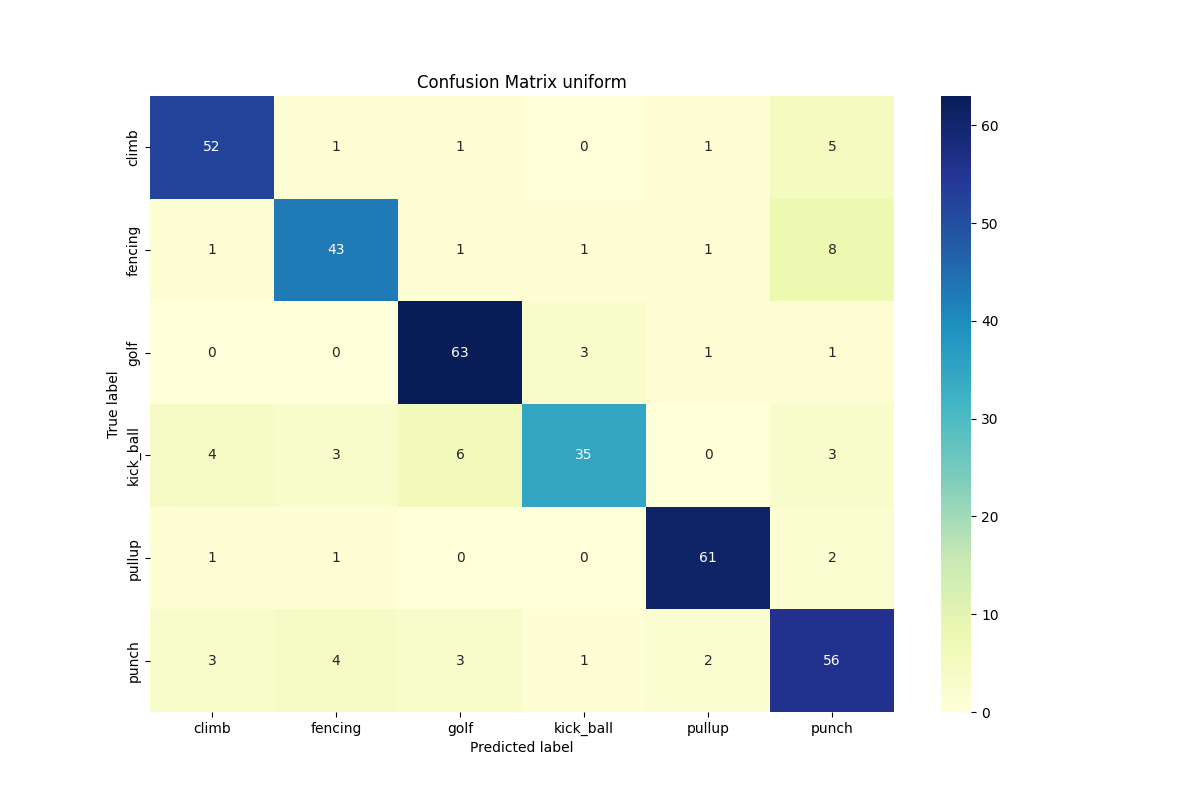 Confusion Matrix uniform
True label
climb 52 1 1 0 1 5
fencing 1 43 1 1 1 8
golf 0 0 63 3 1 1
kick_ball 4 3 6 35 0 3
pullup 1 1 0 0 61 2
punch 3 4 3 1 2 56
climb fencing golf kick_ball pullup punch
Predicted label
60
50
40
30
20
10
0